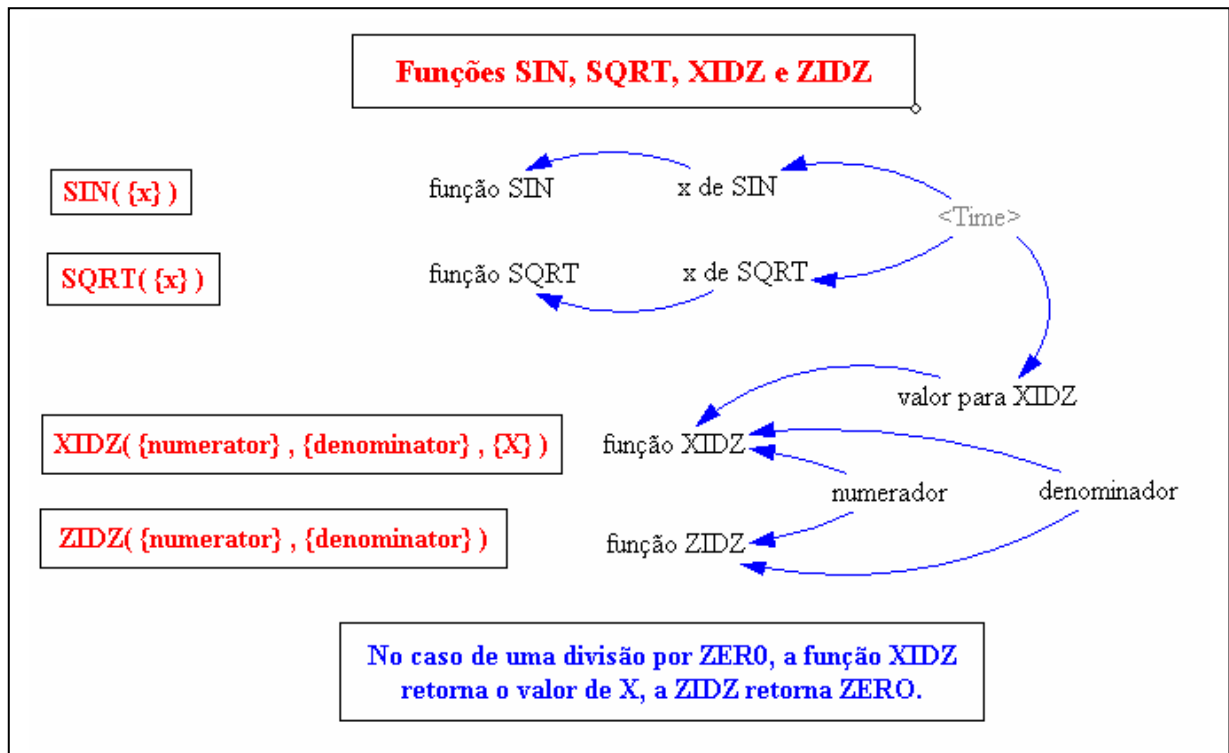 Funções SIN, SQRT, XIDZ e ZIDZ
SIN( {x} )
função SIN
x de SIN
<Time>
SQRT( {x} )
função SQRT
x de SQRT
valor para XIDZ
XIDZ( {numerator} , {denominator} , {X} )
função XIDZ
numerador
denominador
ZIDZ( {numerator} , {denominator} )
função ZIDZ
No caso de uma divisão por ZER0, a função XIDZ
retorna o valor de X, a ZIDZ retorna ZERO.